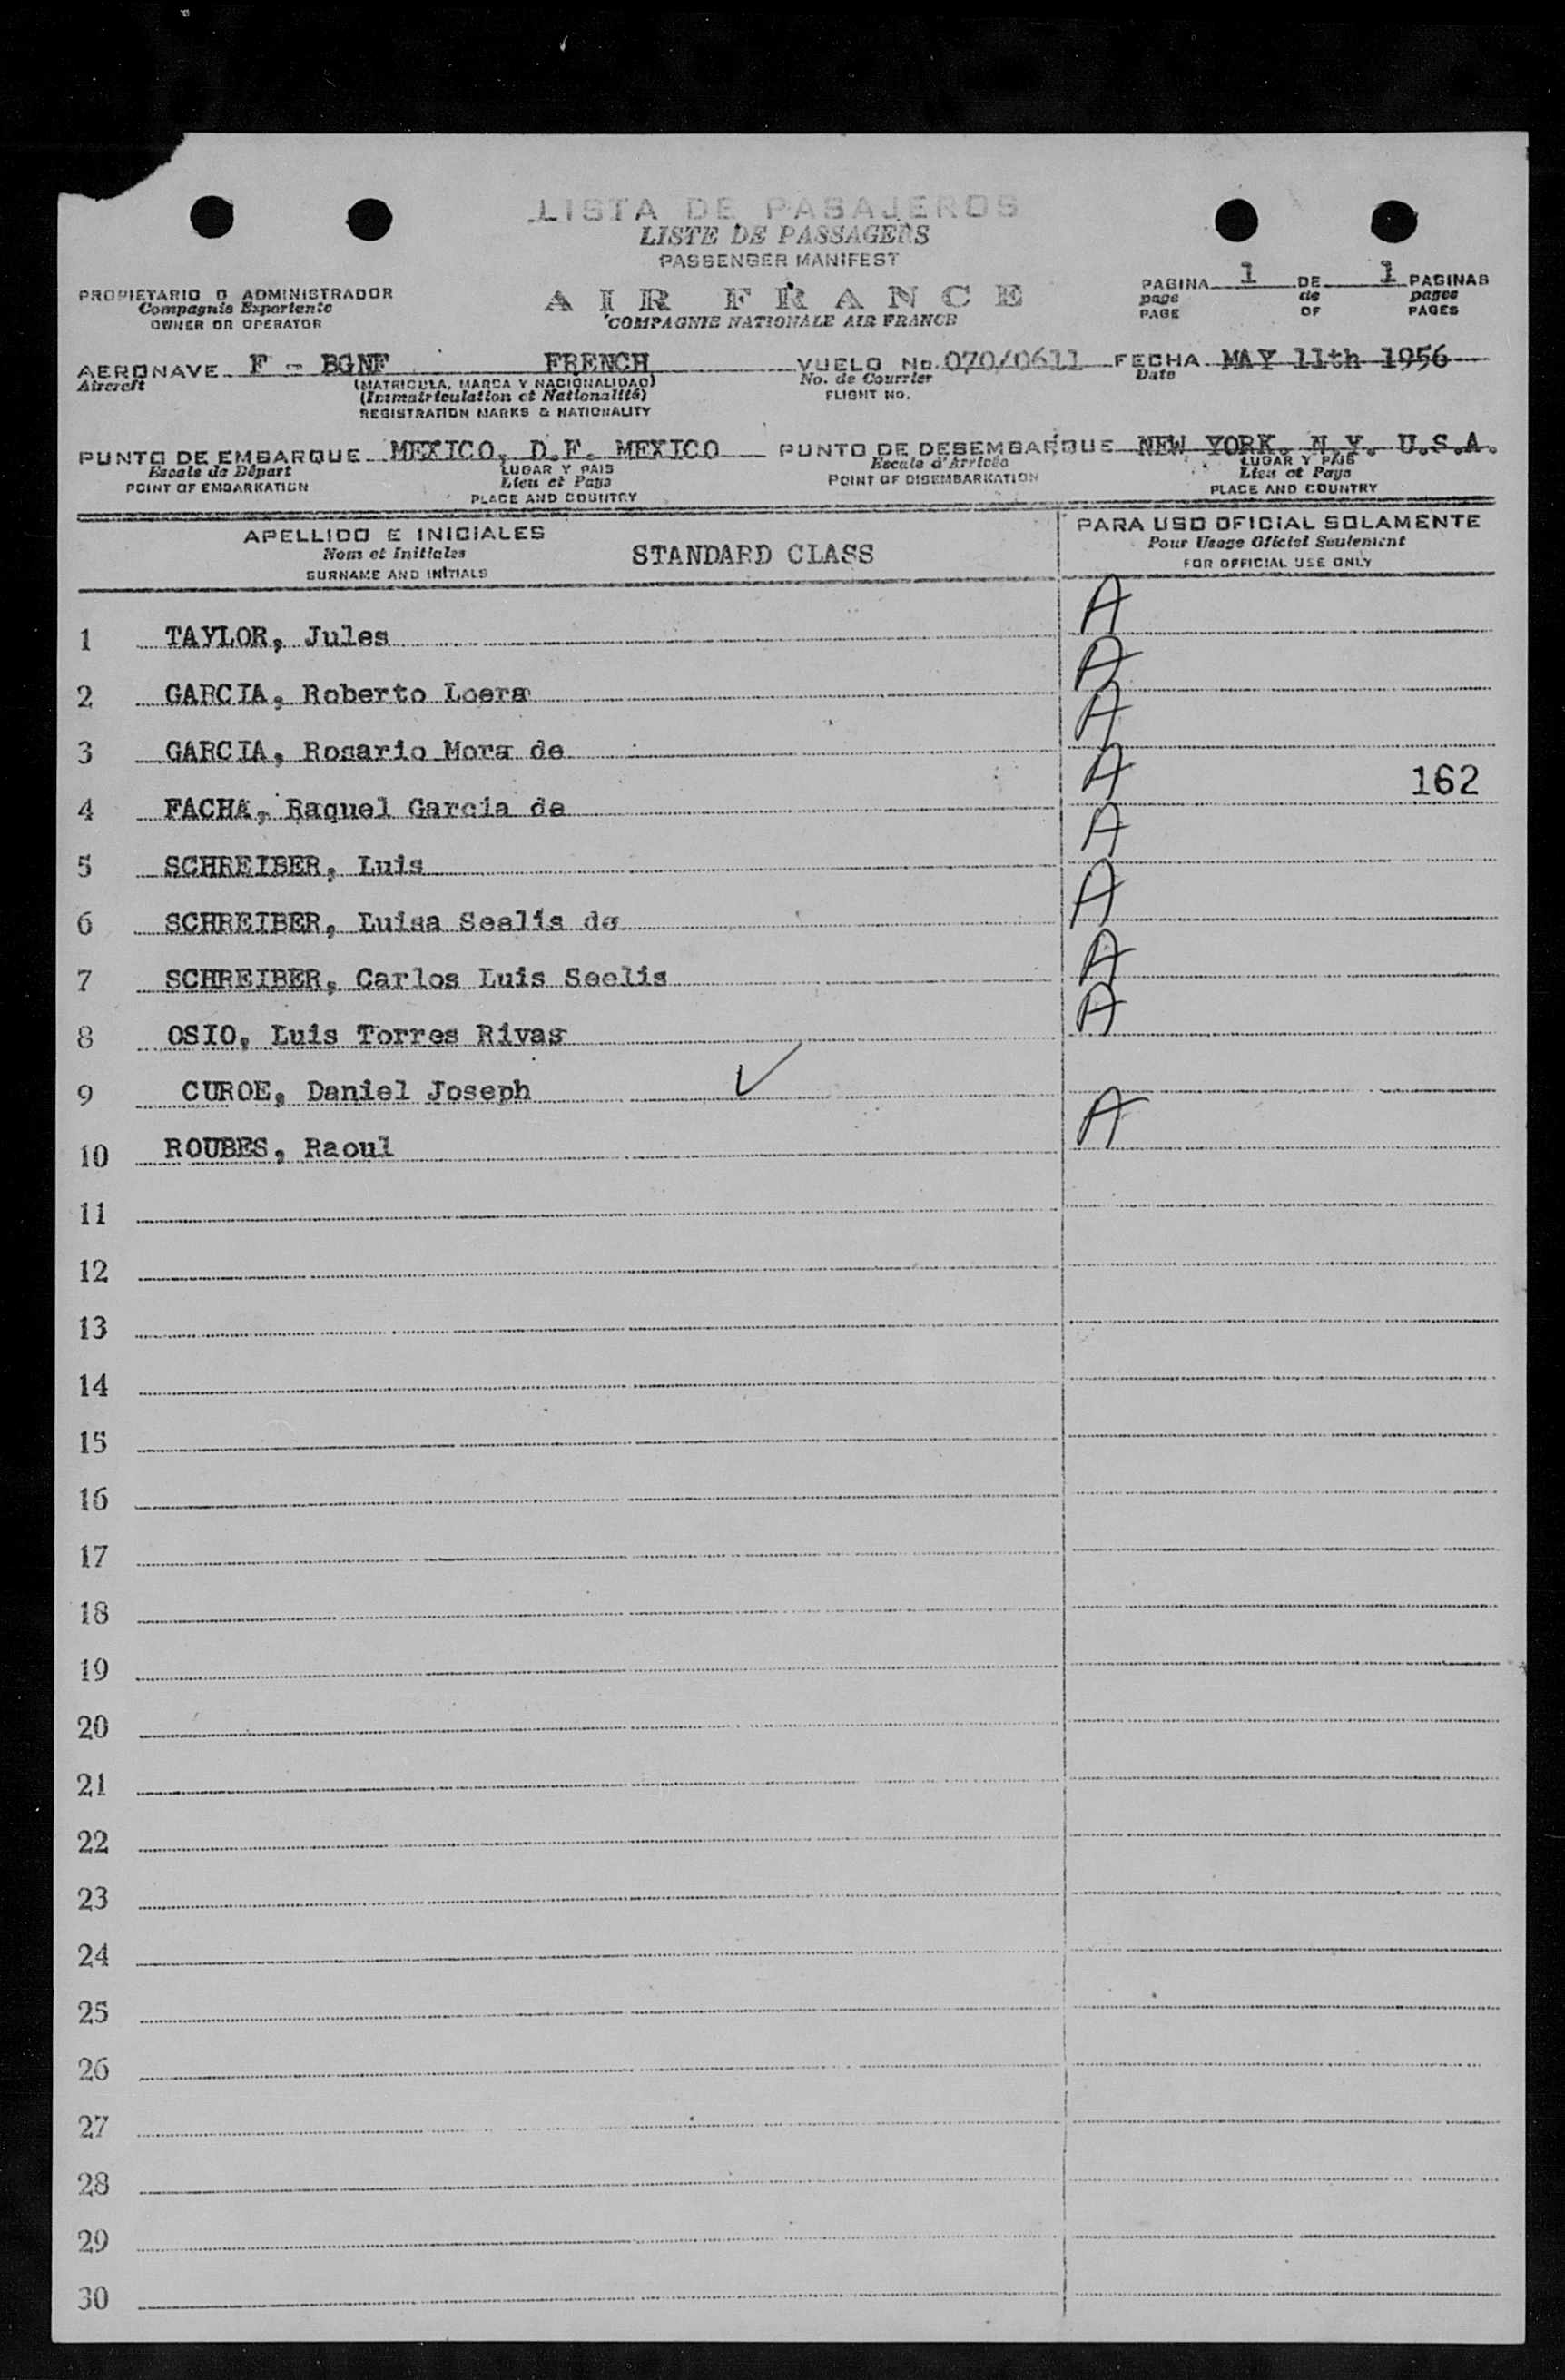 LISTA DE PASAJEROS
LISTE DE PASSAGERS
PASSENGER MANIFEST
PROPIETARIO O ADMINISTRADOR
Compagnie Exportente
OWNER OR OPERATOR
AIR FRANCE
COMPAGNIE NATIONALE AIR FRANCE
PAGINA 1 DE 1 PAGINAS
page de pages
PAGE OF PAGES
AERONAVE F - BGNF FRENCH VUELO No. 070/0611 FECHA MAY 11th 1956
Aircraft (MATRICULA, MARCA Y NACIONALIDAD) No. de Courrier Date
(Immatriculation et Nationalité) FLIGHT NO.
REGISTRATION MARKS & NATIONALITY
PUNTO DE EMBARQUE MEXICO, D.F. MEXICO PUNTO DE DESEMBARQUE NEW YORK. N.Y. U.S.A.
Escale de Départ LUGAR Y PAIS Escale d'Arrivée LUGAR Y PAIS
POINT OF EMBARKATION Lieu et Pays POINT OF DISEMBARKATION Lieu et Pays
PLACE AND COUNTRY PLACE AND COUNTRY
APELLIDO E INICIALES PARA USO OFICIAL SOLAMENTE
Nom et Initiales STANDARD CLASS Pour Usage Oficiel Seulement
SURNAME AND INITIALS FOR OFFICIAL USE ONLY
1 TAYLOR, Jules A
2 GARCIA, Roberto Loera A
3 GARCIA, Rosario Mora de A
4 FACHA, Raquel Garcia de A 162
5 SCHREIBER, Luis A
6 SCHREIBER, Luisa Seelis de A
7 SCHREIBER, Carlos Luis Seelis A
8 OSIO, Luis Torres Rivas A
9 CUROE, Daniel Joseph ✓
10 ROUBES, Raoul A
11
12
13
14
15
16
17
18
19
20
21
22
23
24
25
26
27
28
29
30